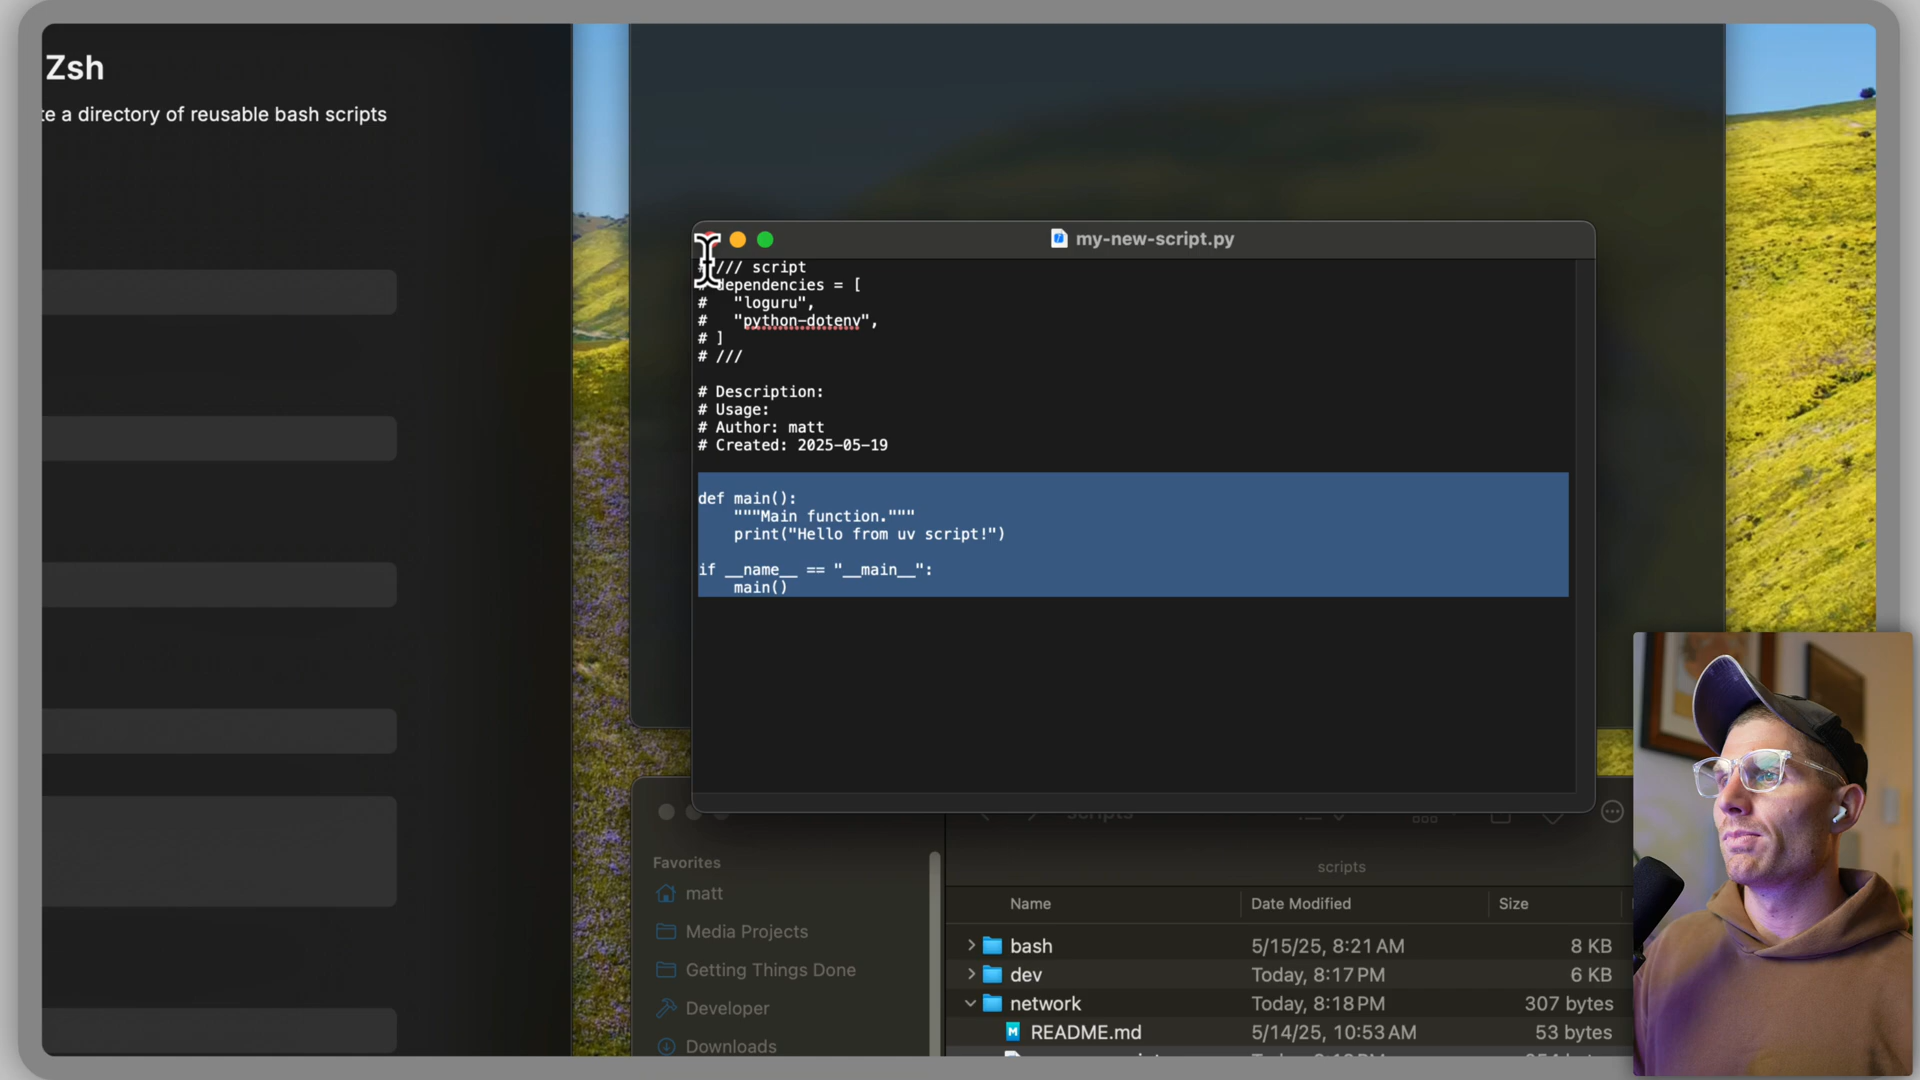 Zsh
te a directory of reusable bash scripts
my-new-script.py
# /// script
# dependencies = [
#   "loguru",
#   "python-dotenv",
# ]
# ///
# Description:
# Usage:
# Author: matt
# Created: 2025-05-19
def main():
    """Main function."""
    print("Hello from uv script!")
if __name__ == "__main__":
    main()
scripts
Favorites
matt
Media Projects
Getting Things Done
Developer
Downloads
scripts
Name Date Modified Size
bash 5/15/25, 8:21 AM 8 KB
dev Today, 8:17 PM 6 KB
network Today, 8:18 PM 307 bytes
README.md 5/14/25, 10:53 AM 53 bytes